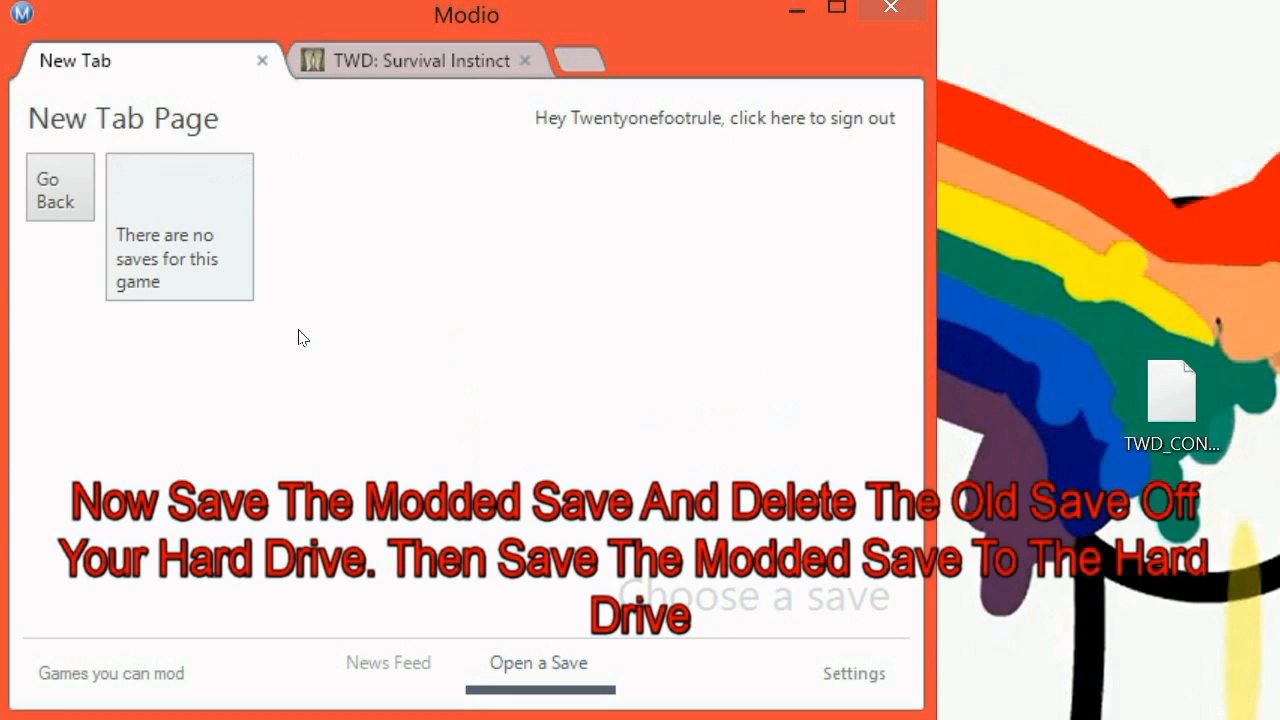 M
Modio
New Tab
TWD: Survival Instinct
New Tab Page
Hey Twentyonefootrule, click here to sign out
Go
Back
There are no
saves for this
game
TWD_CON...
Now Save The Modded Save And Delete The Old Save Off
Your Hard Drive. Then Save The Modded Save To The Hard
Drive
Choose a save
Games you can mod
News Feed
Open a Save
Settings